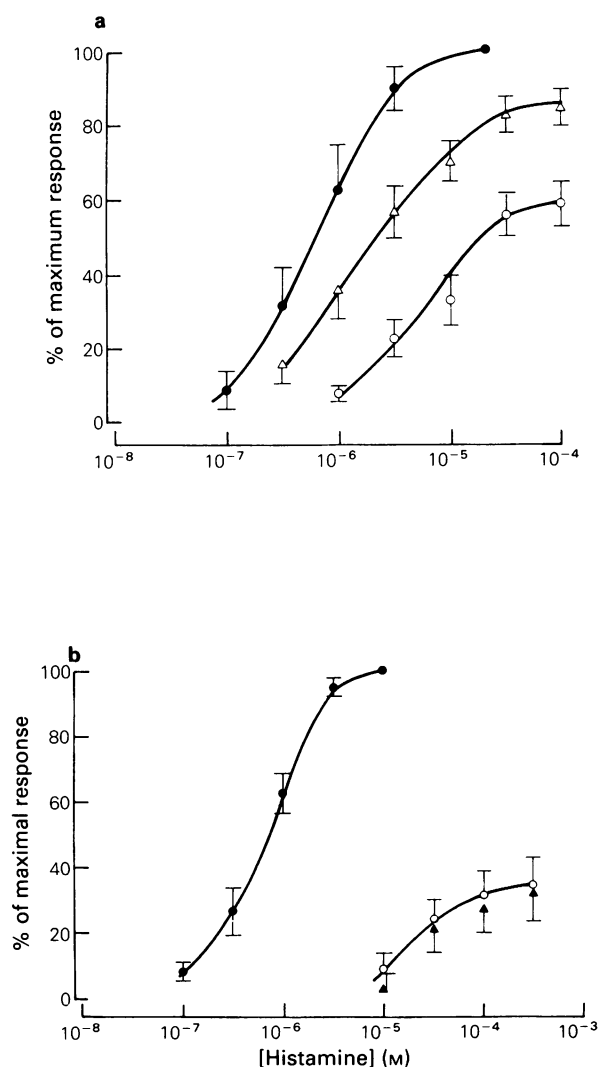 a
% of maximum response
100
80
60
40
20
0
10⁻⁸ 10⁻⁷ 10⁻⁶ 10⁻⁵ 10⁻⁴
b
% of maximal response
100
80
60
40
20
0
10⁻⁸ 10⁻⁷ 10⁻⁶ 10⁻⁵ 10⁻⁴ 10⁻³
[Histamine] (M)